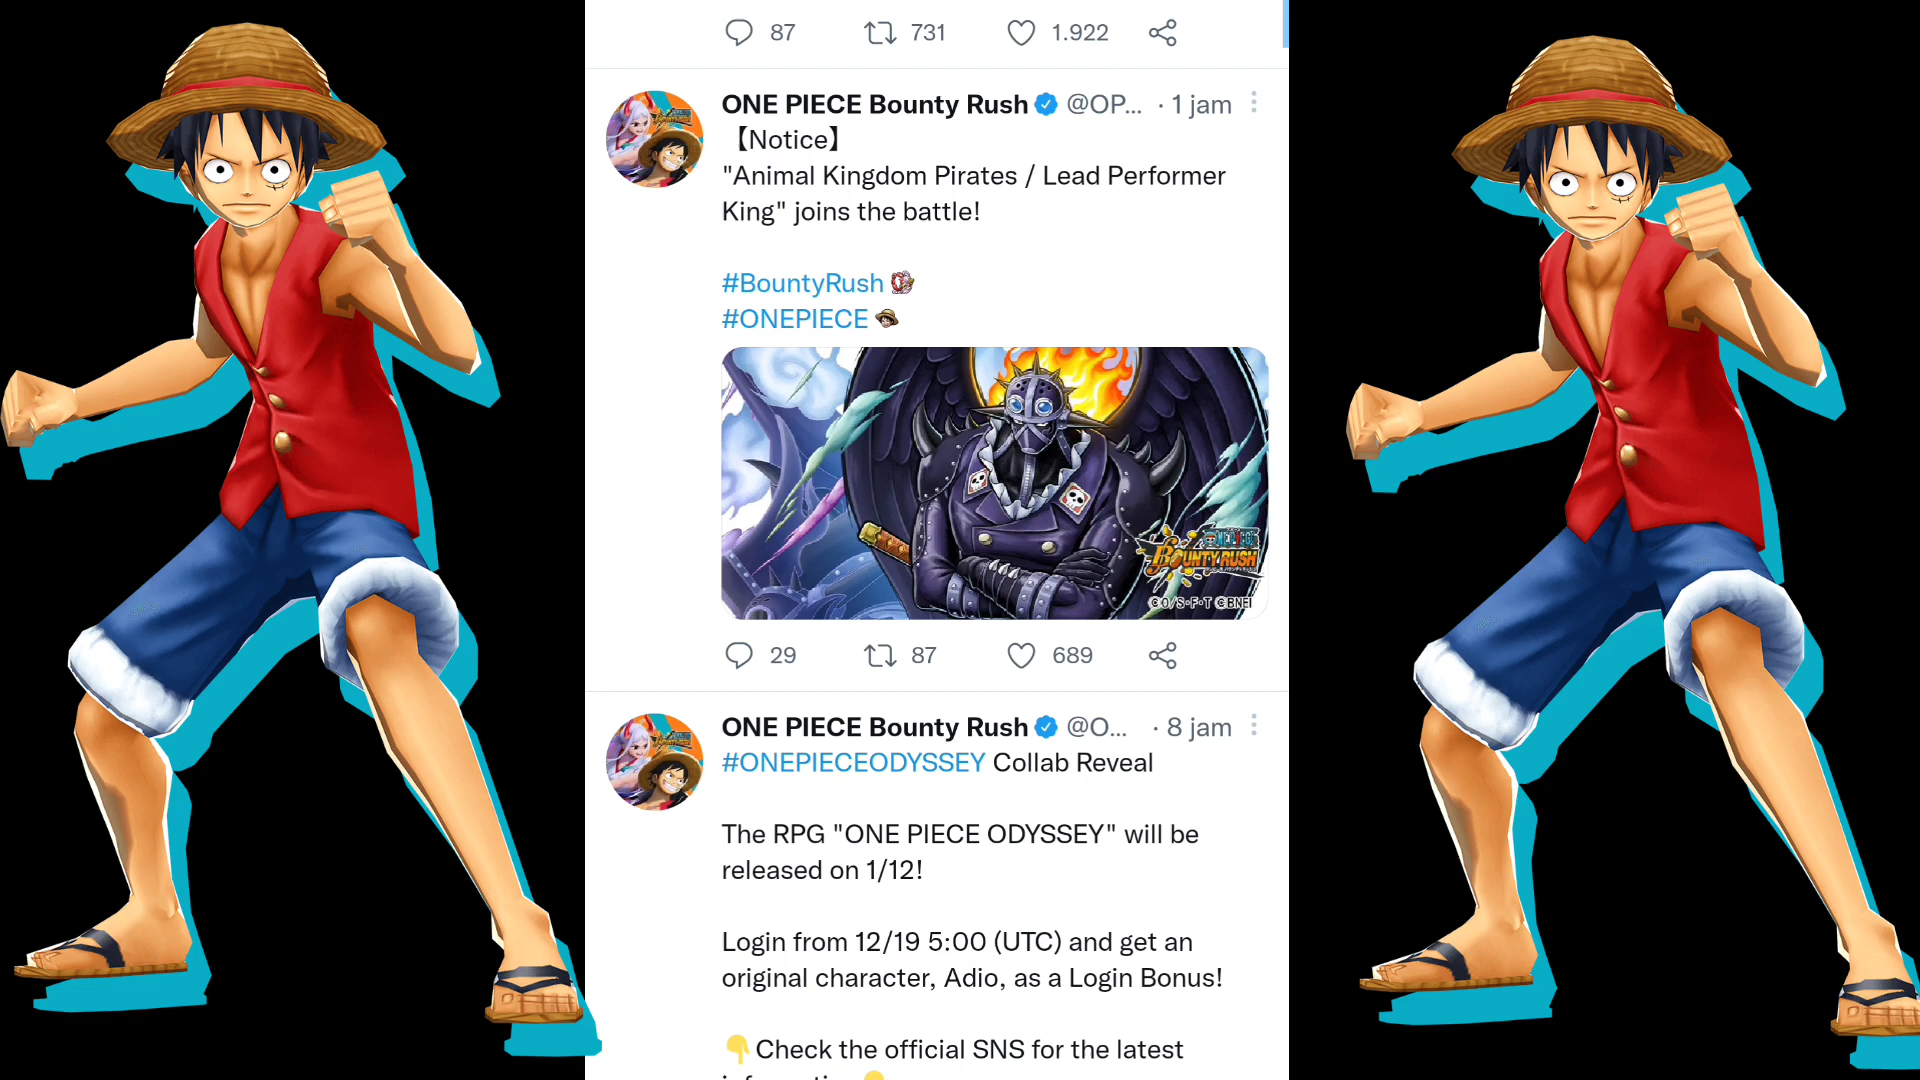 87 731 1.922
ONE PIECE Bounty Rush @OP... · 1 jam
【Notice】
"Animal Kingdom Pirates / Lead Performer
King" joins the battle!
#BountyRush
#ONEPIECE
ONE PIECE
BOUNTY RUSH
©O/S·F·T ©BNEI
29 87 689
ONE PIECE Bounty Rush @O... · 8 jam
#ONEPIECEODYSSEY Collab Reveal
The RPG "ONE PIECE ODYSSEY" will be
released on 1/12!
Login from 12/19 5:00 (UTC) and get an
original character, Adio, as a Login Bonus!
👇Check the official SNS for the latest